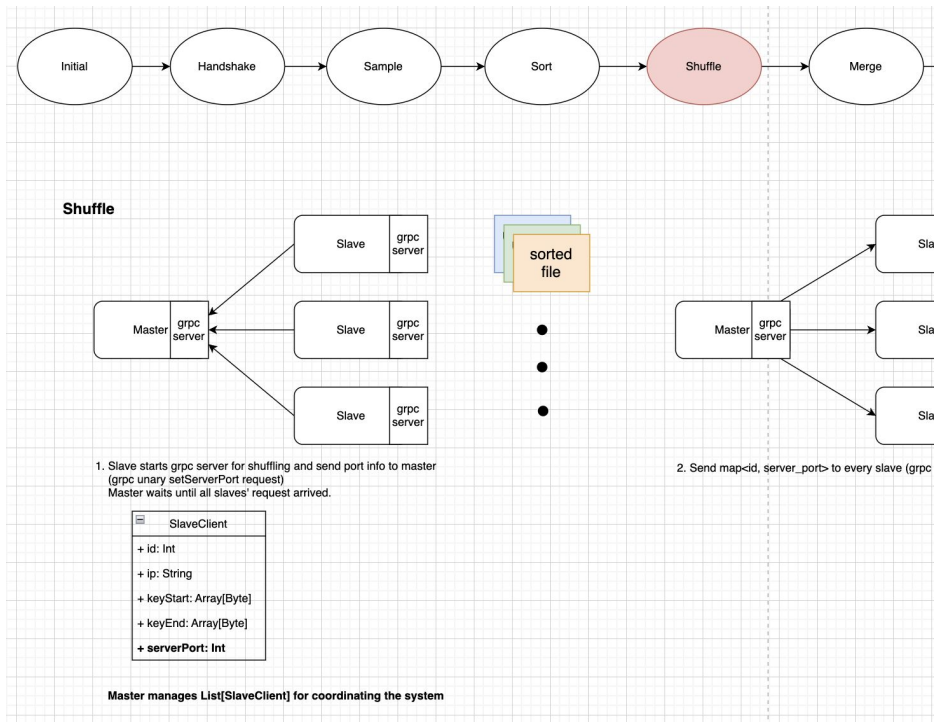 Initial
Handshake
Sample
Sort
Shuffle
Merge
Shuffle
Slave
grpc
server
sorted
file
Master
grpc
server
Slave
grpc
server
Slave
grpc
server
Master
grpc
server
Sla
Sla
Sla
1. Slave starts grpc server for shuffling and send port info to master
(grpc unary setServerPort request)
Master waits until all slaves' request arrived.
2. Send map<id, server_port> to every slave (grpc
SlaveClient
+ id: Int
+ ip: String
+ keyStart: Array[Byte]
+ keyEnd: Array[Byte]
+ serverPort: Int
Master manages List[SlaveClient] for coordinating the system